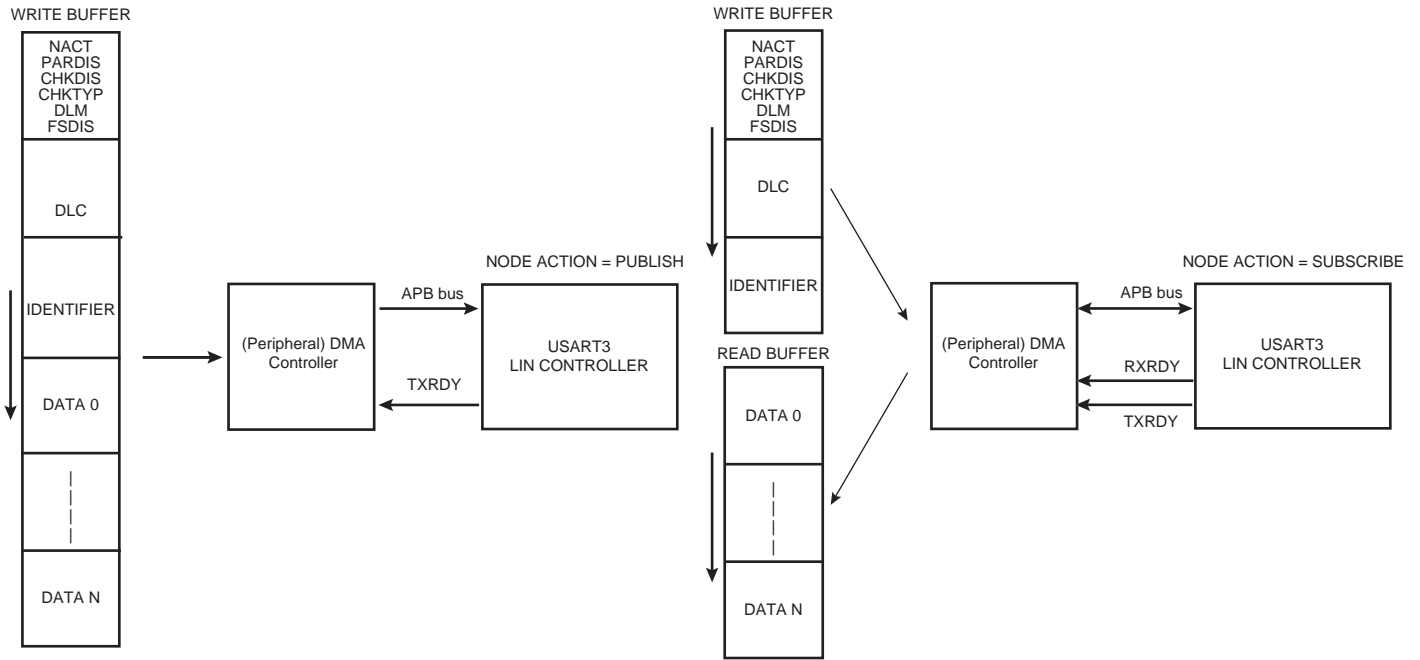 WRITE BUFFER
NACT
PARDIS
CHKDIS
CHKTYP
DLM
FSDIS
DLC
IDENTIFIER
DATA 0
DATA N
(Peripheral) DMA
Controller
APB bus
TXRDY
NODE ACTION = PUBLISH
USART3
LIN CONTROLLER
WRITE BUFFER
NACT
PARDIS
CHKDIS
CHKTYP
DLM
FSDIS
DLC
IDENTIFIER
READ BUFFER
DATA 0
DATA N
(Peripheral) DMA
Controller
APB bus
RXRDY
TXRDY
NODE ACTION = SUBSCRIBE
USART3
LIN CONTROLLER